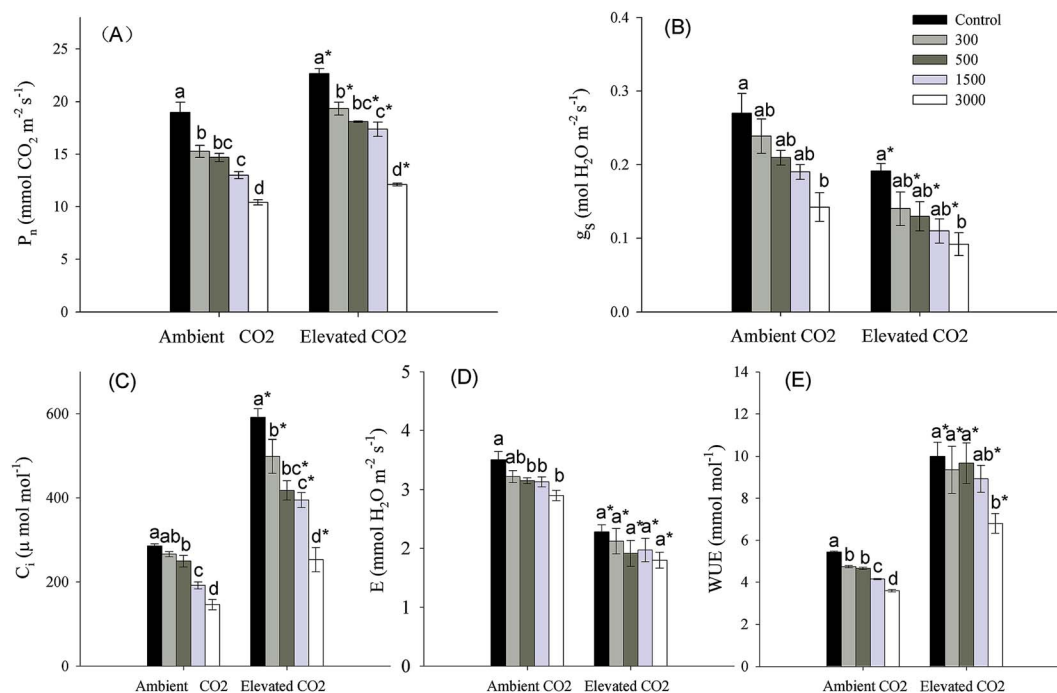 (A)
25
20
15
10
5
0
Pn (mmol CO2 m-2 s-1)
a
b
bc
c
d
a*
b*
bc*
c*
d*
Ambient CO2
Elevated CO2
(B)
Control
300
500
1500
3000
0.4
0.3
0.2
0.1
0.0
gS (mol H2O m-2 s-1)
a
ab
ab
ab
b
a*
ab*
ab*
ab*
b
Ambient CO2
Elevated CO2
(C)
600
400
200
0
Ci (μ mol mol-1)
a
ab
b
c
d
a*
b*
bc*
c*
d*
Ambient CO2
Elevated CO2
(D)
5
4
3
2
1
0
E (mmol H2O m-2 s-1)
a
ab
b
b
b
a*
a*
a*
a*
a*
Ambient CO2
Elevated CO2
(E)
14
12
10
8
6
4
2
0
WUE (mmol mol-1)
a
b
b
c
d
a*
a*
a*
ab*
b*
Ambient CO2
Elevated CO2